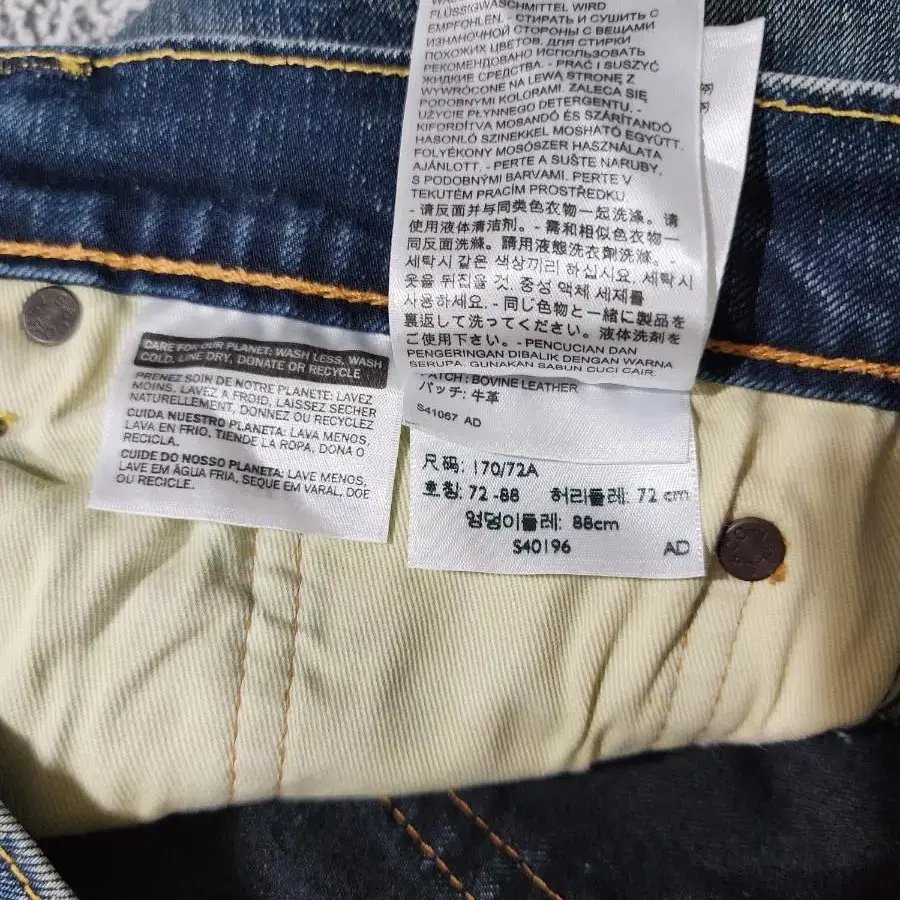 FLÜSSIGWASCHMITTEL WIRD
EMPFOHLEN. - СТИРАТЬ И СУШИТЬ С
ИЗНАНОЧНОЙ СТОРОНЫ С ВЕЩАМИ
ПОХОЖИХ ЦВЕТОВ. ДЛЯ СТИРКИ
РЕКОМЕНДОВАНО ИСПОЛЬЗОВАТЬ
ЖИДКИЕ СРЕДСТВА. - PRAĆ I SUSZYĆ
WYWRÓCONE NA LEWĄ STRONĘ Z
PODOBNYMI KOLORAMI. ZALECA SIĘ
UŻYCIE PŁYNNEGO DETERGENTU. -
KIFORDÍTVA MOSANDÓ ÉS SZÁRÍTANDÓ
HASONLÓ SZINEKKEL MOSHATÓ EGYÜTT.
FOLYÉKONY MOSÓSZER HASZNÁLATA
AJÁNLOTT. - PERTE A SUŠTE NARUBY,
S PODOBNÝMI BARVAMI. PERTE V
TEKUTÉM PRACÍM PROSTŘEDKU.
- 请反面并与同类色衣物一起洗涤。请
使用液体清洁剂。- 需和相似色衣物一
同反面洗滌。請用液態洗衣劑洗滌。-
세탁시 같은 색상끼리 하십시요. 세탁시
옷을 뒤집을 것. 중성 액체 세제를
사용하세요. - 同じ色物と一緒に製品を
裏返して洗ってください。液体洗剤を
ご使用下さい。- PENCUCIAN DAN
PENGERINGAN DIBALIK DENGAN WARNA
SERUPA. GUNAKAN SABUN CUCI CAIR.
PATCH: BOVINE LEATHER
パッチ: 牛革
S41067 AD
尺码: 170/72A
호칭: 72-88 허리둘레: 72 cm
엉덩이둘레: 88cm
S40196 AD
CARE FOR OUR PLANET: WASH LESS, WASH
COLD, LINE DRY, DONATE OR RECYCLE
PRENEZ SOIN DE NOTRE PLANETE: LAVEZ
MOINS, LAVEZ A FROID, LAISSEZ SECHER
NATURELLEMENT, DONNEZ OU RECYCLEZ
CUIDA NUESTRO PLANETA: LAVA MENOS,
LAVA EN FRIO, TIENDE LA ROPA, DONA O
RECICLA.
CUIDE DO NOSSO PLANETA: LAVE MENOS,
LAVE EM ÁGUA FRIA, SEQUE EM VARAL, DOE
OU RECICLE.